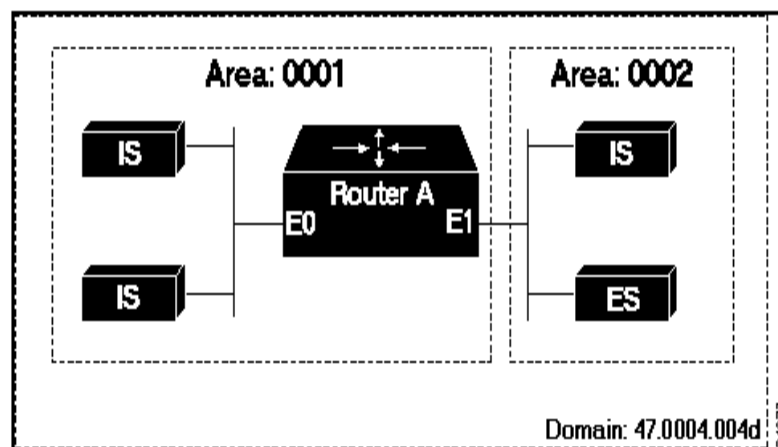 Area: 0001
Area: 0002
IS
IS
Router A
E0
E1
IS
ES
Domain: 47.0004.004d